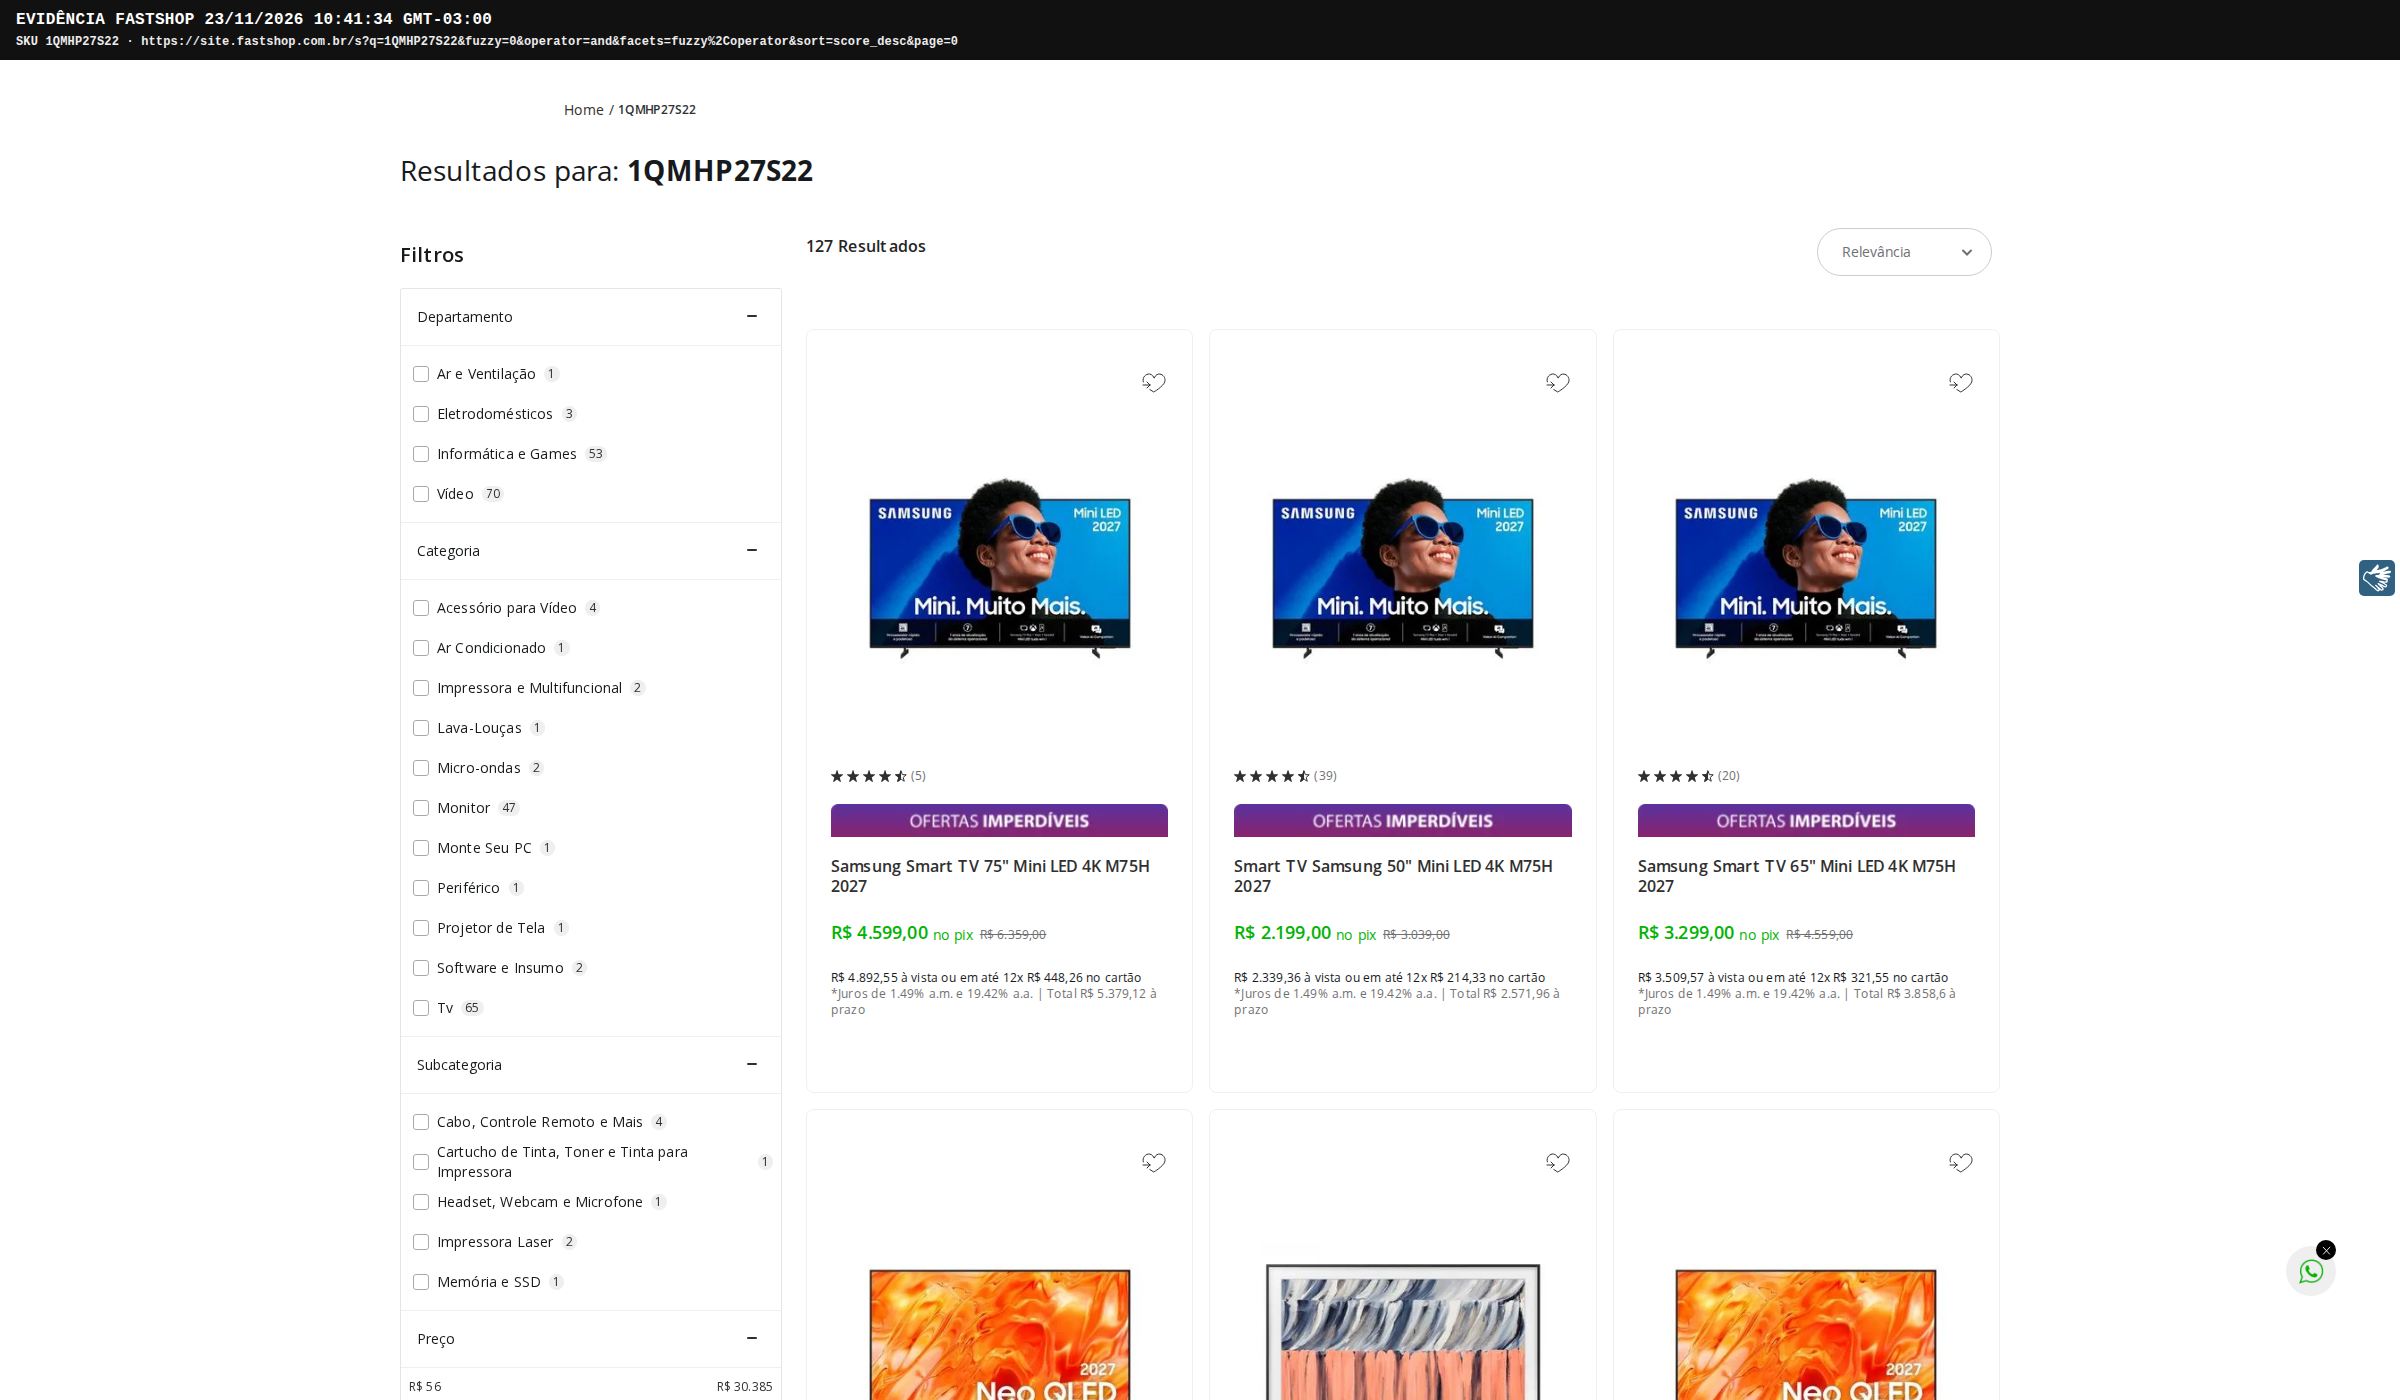 EVIDÊNCIA FASTSHOP 23/11/2026 10:41:34 GMT-03:00
SKU 1QMHP27S22 · https://site.fastshop.com.br/s?q=1QMHP27S22&fuzzy=0&operator=and&facets=fuzzy%2Coperator&sort=score_desc&page=0
Home / 1QMHP27S22
Resultados para: 1QMHP27S22
Filtros
127 Resultados
Relevância
Departamento
Ar e Ventilação 1
Eletrodomésticos 3
Informática e Games 53
Vídeo 70
Categoria
Acessório para Vídeo 4
Ar Condicionado 1
Impressora e Multifuncional 2
Lava-Louças 1
Micro-ondas 2
Monitor 47
Monte Seu PC 1
Periférico 1
Projetor de Tela 1
Software e Insumo 2
Tv 65
Subcategoria
Cabo, Controle Remoto e Mais 4
Cartucho de Tinta, Toner e Tinta para
Impressora 1
Headset, Webcam e Microfone 1
Impressora Laser 2
Memória e SSD 1
Preço
R$ 56 R$ 30.385
SAMSUNG
Mini LED
2027
Mini. Muito Mais.
(5)
OFERTAS IMPERDÍVEIS
Samsung Smart TV 75" Mini LED 4K M75H
2027
R$ 4.599,00 no pix R$ 6.359,00
R$ 4.892,55 à vista ou em até 12x R$ 448,26 no cartão
*Juros de 1.49% a.m. e 19.42% a.a. | Total R$ 5.379,12 à
prazo
SAMSUNG
Mini LED
2027
Mini. Muito Mais.
(39)
OFERTAS IMPERDÍVEIS
Smart TV Samsung 50" Mini LED 4K M75H
2027
R$ 2.199,00 no pix R$ 3.039,00
R$ 2.339,36 à vista ou em até 12x R$ 214,33 no cartão
*Juros de 1.49% a.m. e 19.42% a.a. | Total R$ 2.571,96 à
prazo
SAMSUNG
Mini LED
2027
Mini. Muito Mais.
(20)
OFERTAS IMPERDÍVEIS
Samsung Smart TV 65" Mini LED 4K M75H
2027
R$ 3.299,00 no pix R$ 4.559,00
R$ 3.509,57 à vista ou em até 12x R$ 321,55 no cartão
*Juros de 1.49% a.m. e 19.42% a.a. | Total R$ 3.858,6 à
prazo
2027
Neo QLED
2027
Neo QLED